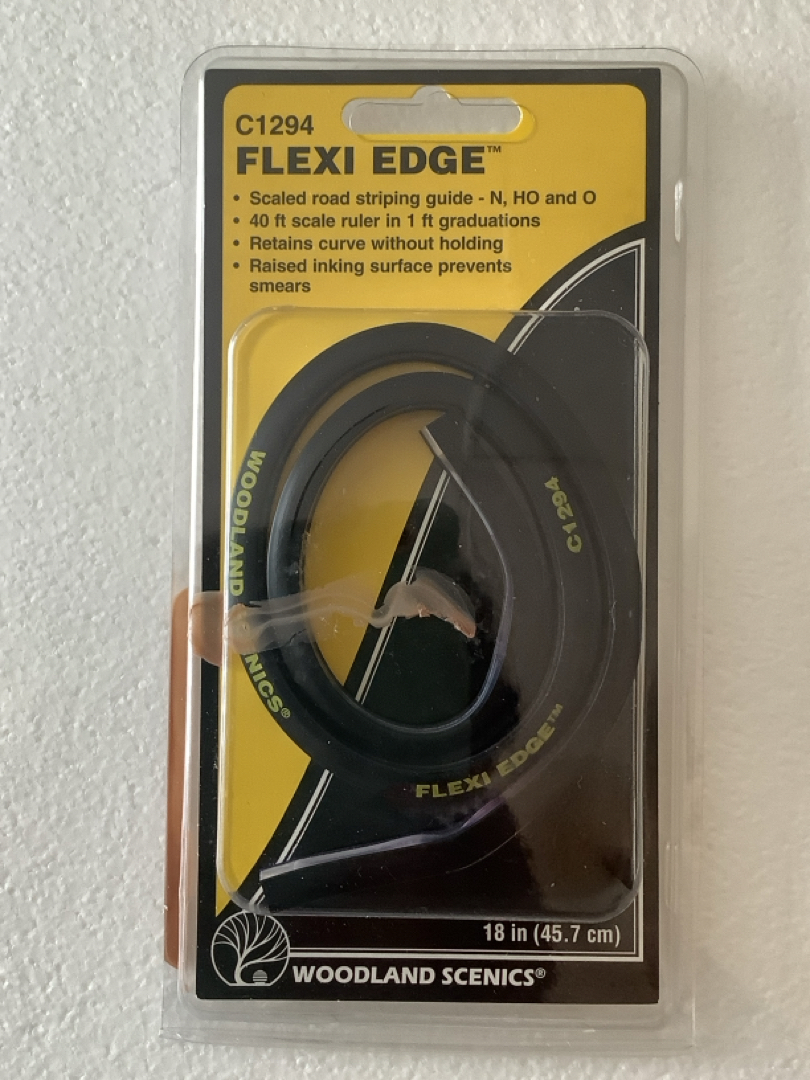 C1294
FLEXI EDGE™
• Scaled road striping guide - N, HO and O
• 40 ft scale ruler in 1 ft graduations
• Retains curve without holding
• Raised inking surface prevents
smears
WOODLAND
C1294
FLEXI EDGE™
18 in (45.7 cm)
WOODLAND SCENICS®